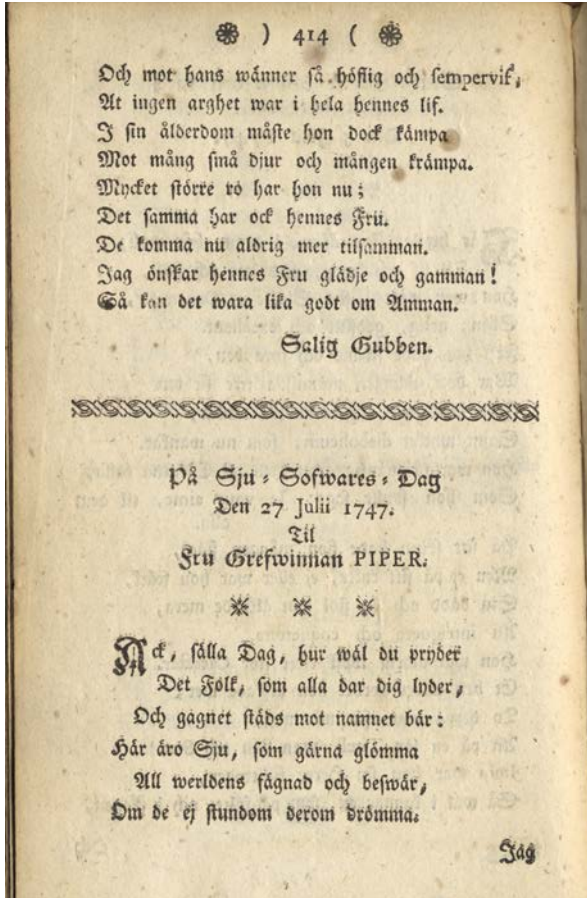 ) 414 (
Och mot hans wänner så höflig och sempervif,
At ingen arghet war i hela hennes lif.
I sin ålderdom måste hon dock kämpa
Mot mång små djur och mången krämpa.
Mycket större ro har hon nu;
Det samma har ock hennes Fru.
De komma nu aldrig mer tilsamman.
Jag önskar hennes Fru glädje och gamman!
Så kan det wara lika godt om Amman.
Salig Gubben.
På Sju-Sofwares-Dag
Den 27 Julii 1747.
Til
Fru Grefwinnan PIPER.
Ack, sälla Dag, hur wäl du pryder
Det Folk, som alla dar dig lyder,
Och gagnet städs mot namnet bär:
Här äro Sju, som gärna glömma
All werldens fägnad och beswär,
Om de ej stundom derom drömma.
Jag